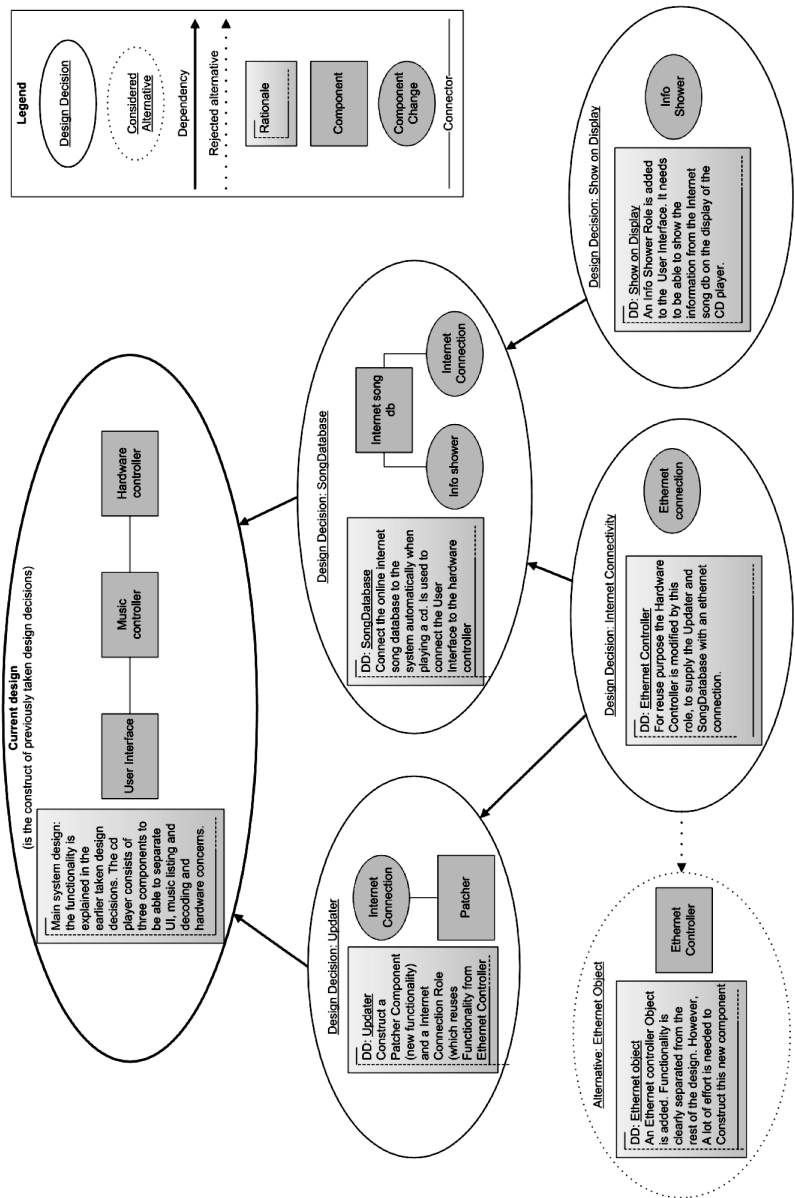 Current design
(is the construct of previously taken design decisions)
Main system design:
the functionality is
explained in the
earlier taken design
decisions. The cd
player consists of
three components to
be able to separate
UI, music listing and
decoding and
hardware concerns.
User Interface
Music
controller
Hardware
controller
Legend
Design Decision
Considered
Alternative
Dependency
Rejected alternative
Rationale
Component
Component
Change
Connector
Design Decision: Updater
DD: Updater
Construct a
Patcher Component
(new functionality)
and a Internet
Connection Role
(which reuses
Functionality from
Ethernet Controller
Internet
Connection
Patcher
Design Decision: SongDatabase
DD: SongDatabase
Connect the online internet
song database to the
system automatically when
playing a cd. Is used to
connect the User
Interface to the hardware
controller
Internet song
db
Info shower
Internet
Connection
Alternative: Ethernet Object
DD: Ethernet object
An Ethernet controller Object
is added. Functionality is
clearly separated from the
rest of the design. However,
A lot of effort is needed to
Construct this new component
Ethernet
Controller
Design Decision: Internet Connectivity
DD: Ethernet Controller
For reuse purpose the Hardware
Controller is modified by this
role, to supply the Updater and
SongDatabase with an ethernet
connection.
Ethernet
connection
Design Decision: Show on Display
DD: Show on Display
An Info Shower Role is added
to the User Interface. It needs
to be able to show the
information from the Internet
song db on the display of the
CD player.
Info
Shower